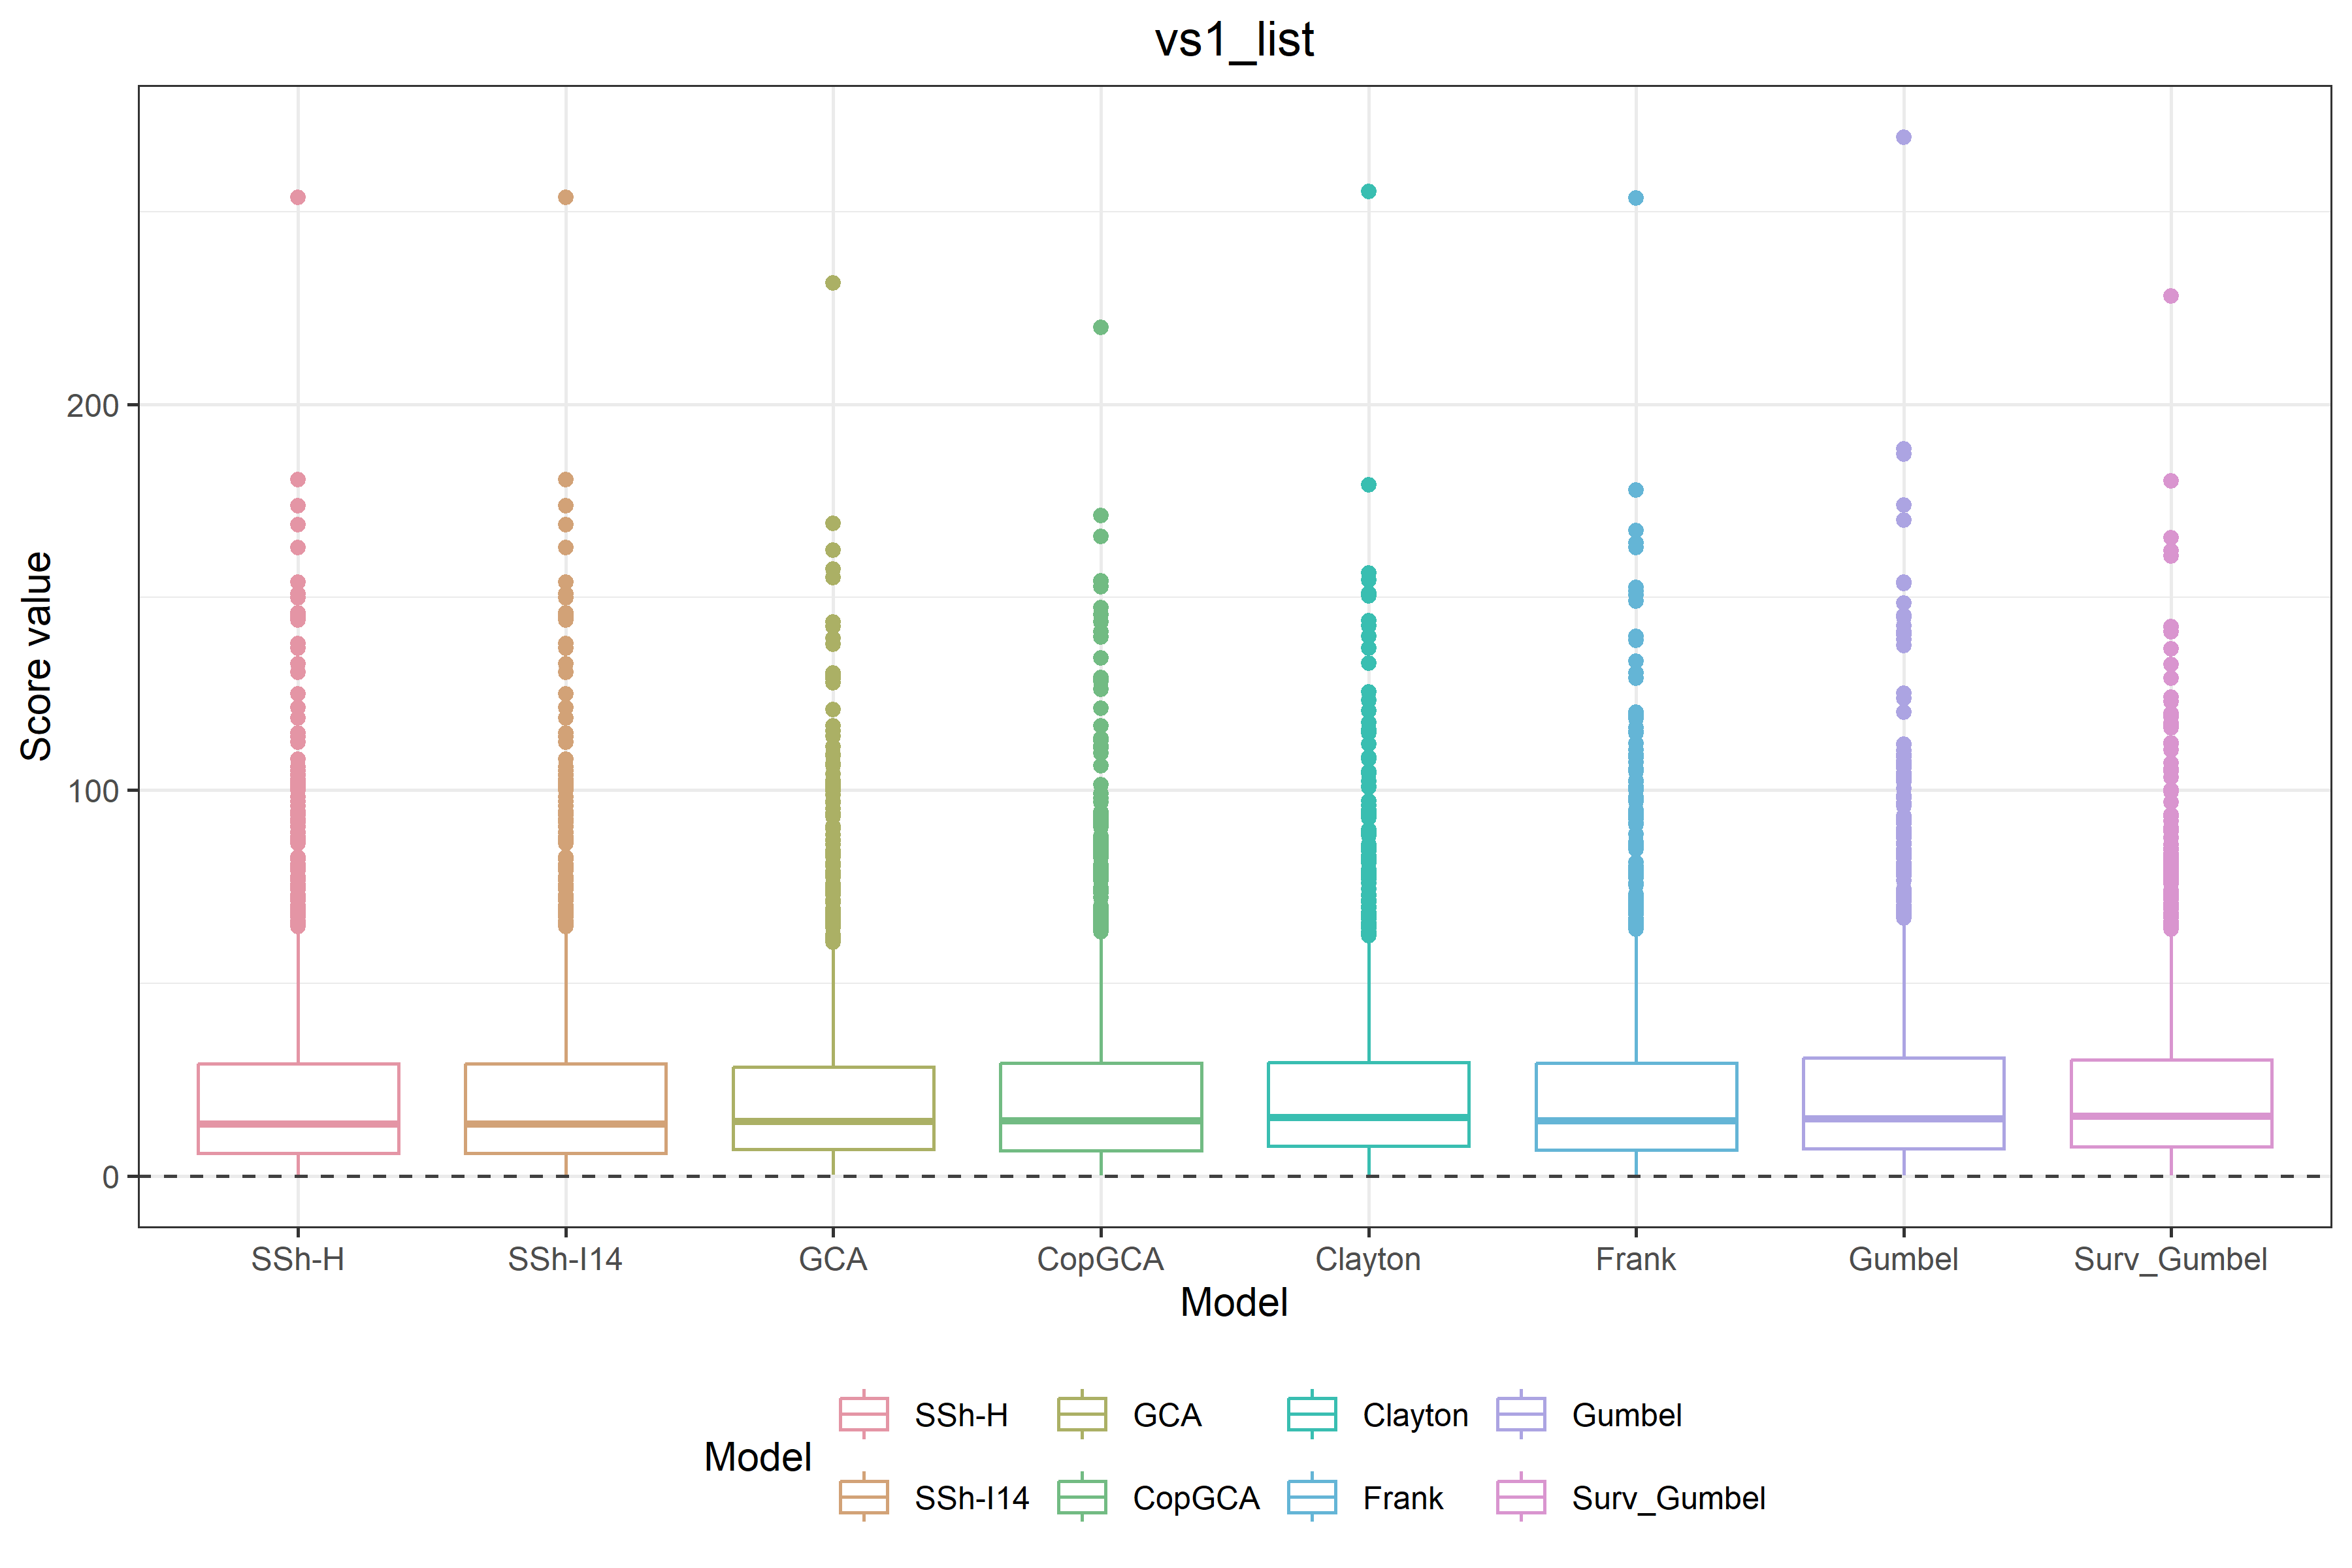 vs1_list
Score value
200
100
0
SSh-H SSh-I14 GCA CopGCA Clayton Frank Gumbel Surv_Gumbel
Model
Model
SSh-H GCA Clayton Gumbel
SSh-I14 CopGCA Frank Surv_Gumbel